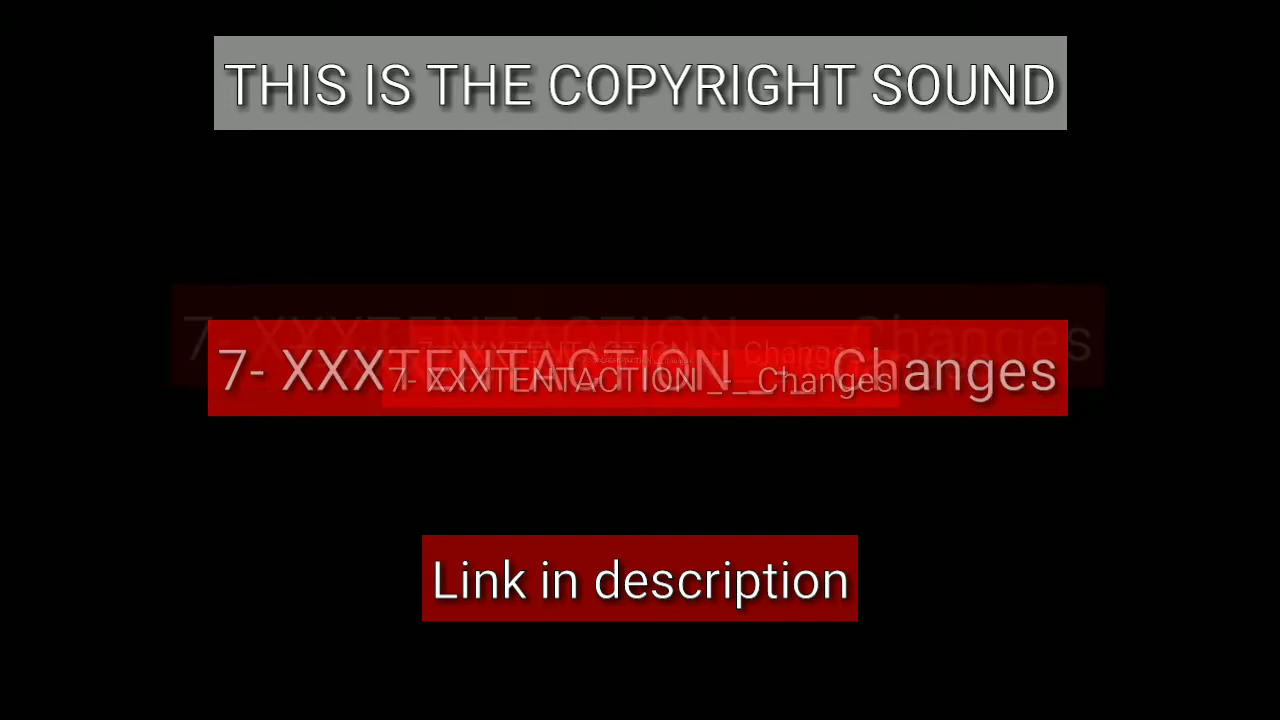 THIS IS THE COPYRIGHT SOUND
7- XXXTENTACTION _-_ Changes
7- XXXTENTACTION _-_ Changes
Link in description